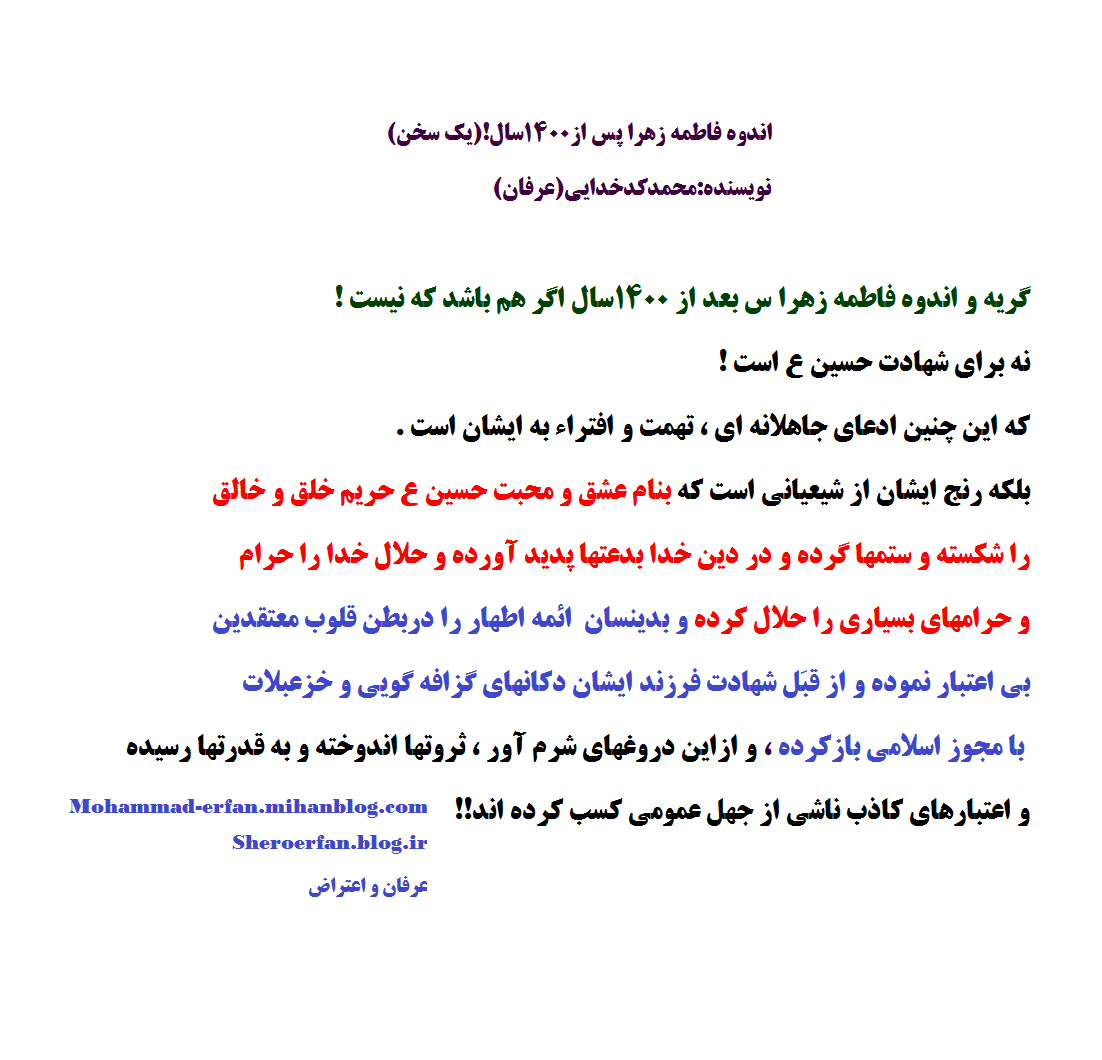 اندوه فاطمه زهرا پس از۱۴۰۰سال!(یک سخن)
نویسنده:محمدکدخدایی(عرفان)
گریه و اندوه فاطمه زهرا س بعد از ۱۴۰۰سال اگر هم باشد که نیست !
نه برای شهادت حسین ع است !
که این چنین ادعای جاهلانه ای ، تهمت و افتراء به ایشان است .
بلکه رنج ایشان از شیعیانی است که بنام عشق و محبت حسین ع حریم خلق و خالق
را شکسته و ستمها گرده و در دین خدا بدعتها پدید آورده و حلال خدا را حرام
و حرامهای بسیاری را حلال کرده و بدینسان ائمه اطهار را دربطن قلوب معتقدین
بی اعتبار نموده و از قبَل شهادت فرزند ایشان دکانهای گزافه گویی و خزعبلات
با مجوز اسلامی بازکرده ، و ازاین دروغهای شرم آور ، ثروتها اندوخته و به قدرتها رسیده
و اعتبارهای کاذب ناشی از جهل عمومی کسب کرده اند!!
Mohammad-erfan.mihanblog.com
Sheroerfan.blog.ir
عرفان و اعتراض